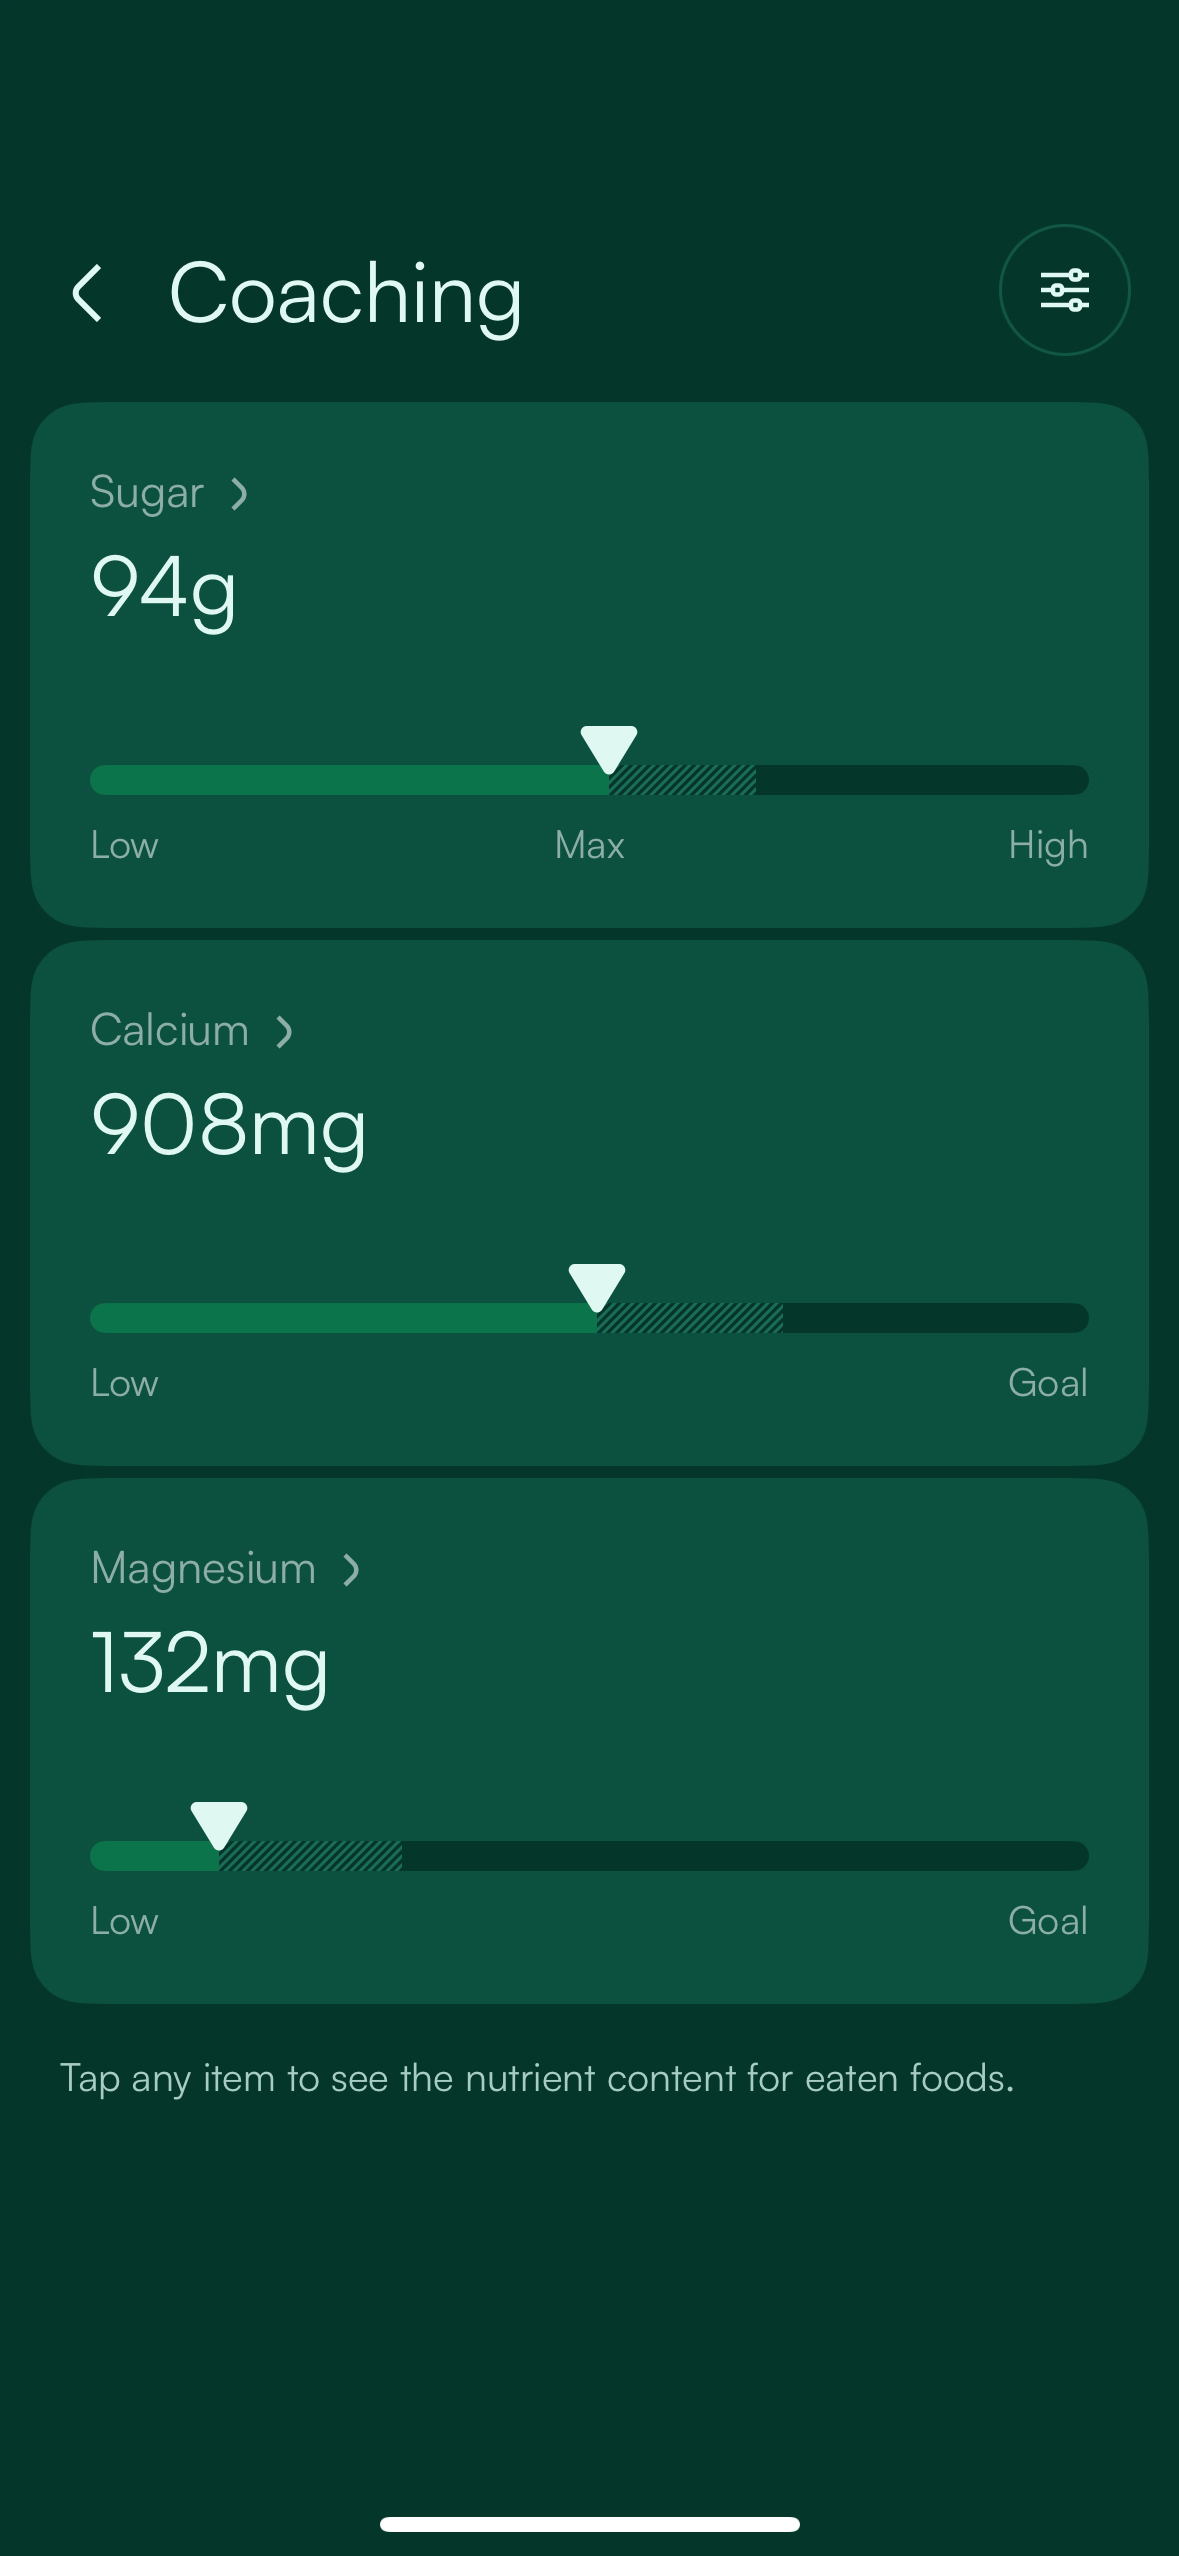 Coaching
Sugar
94g
Low Max High
Calcium
908mg
Low Goal
Magnesium
132mg
Low Goal
Tap any item to see the nutrient content for eaten foods.